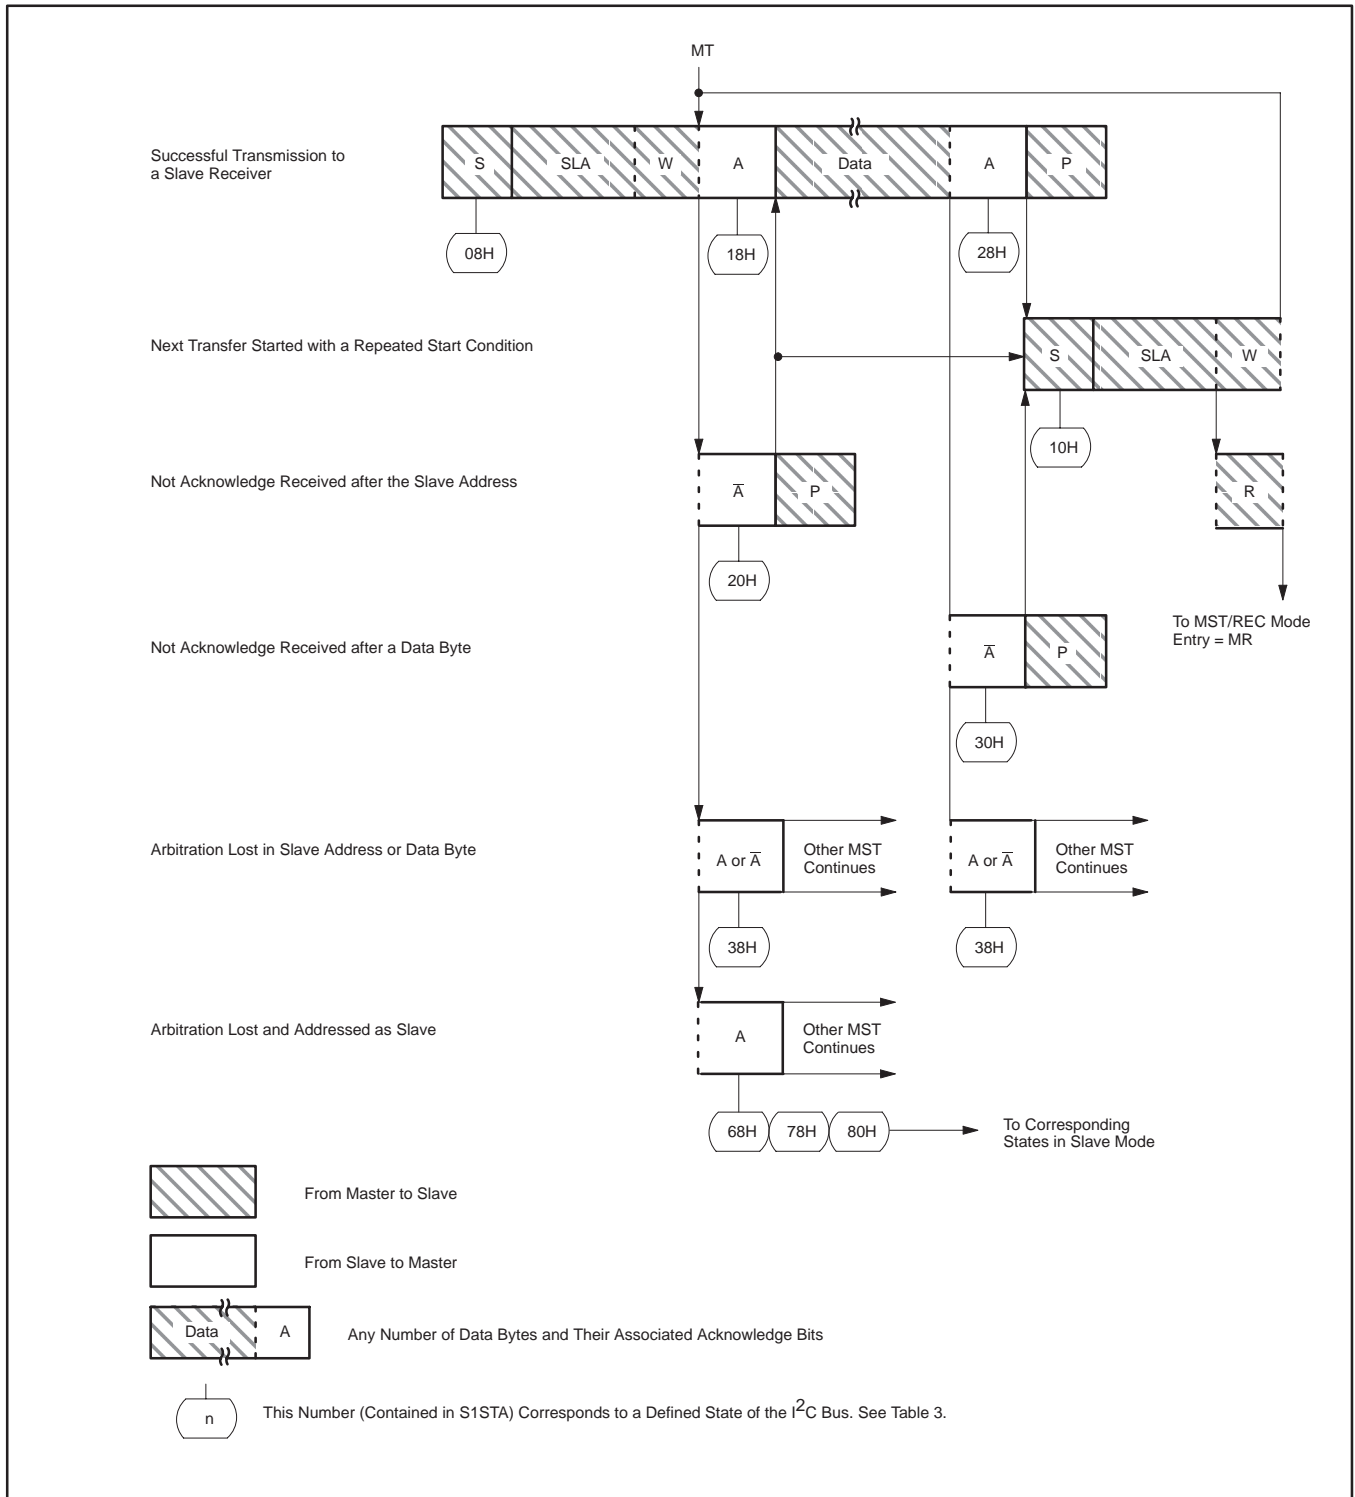 MT
Successful Transmission to
a Slave Receiver
S SLA W A Data A P
08H 18H 28H
Next Transfer Started with a Repeated Start Condition
S SLA W
10H
Not Acknowledge Received after the Slave Address
A̅ P R
20H
To MST/REC Mode
Entry = MR
Not Acknowledge Received after a Data Byte
A̅ P
30H
Arbitration Lost in Slave Address or Data Byte
A or A̅ Other MST
Continues
A or A̅ Other MST
Continues
38H 38H
Arbitration Lost and Addressed as Slave
A Other MST
Continues
68H 78H 80H
To Corresponding
States in Slave Mode
From Master to Slave
From Slave to Master
Data A Any Number of Data Bytes and Their Associated Acknowledge Bits
n This Number (Contained in S1STA) Corresponds to a Defined State of the I²C Bus. See Table 3.